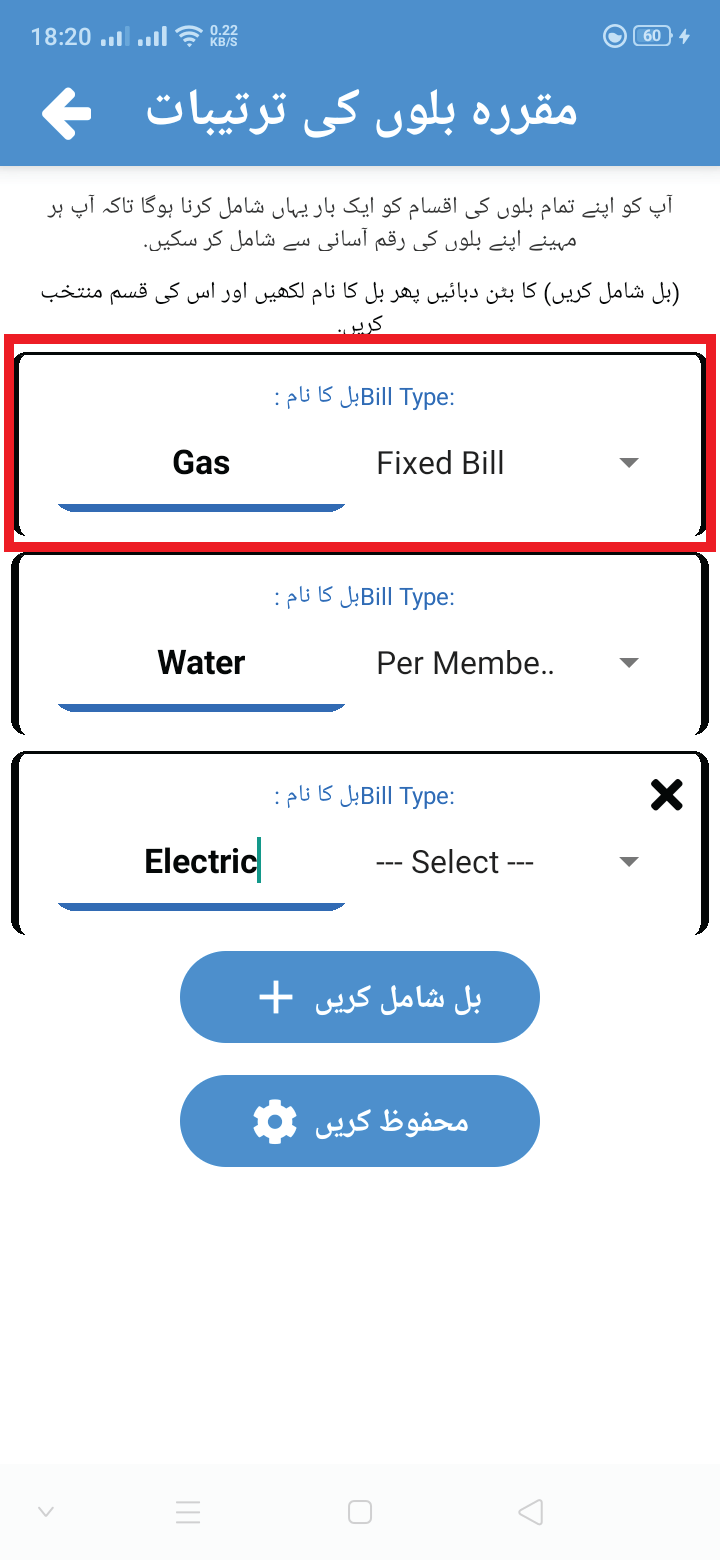 18:20 0.22 KB/S 60
مقررہ بلوں کی ترتیبات
آپ کو اپنے تمام بلوں کی اقسام کو ایک بار یہاں شامل کرنا ہوگا تاکہ آپ ہر
مہینے اپنے بلوں کی رقم آسانی سے شامل کر سکیں.
(بل شامل کریں) کا بٹن دبائیں پھر بل کا نام لکھیں اور اس کی قسم منتخب
کریں.
بل کا نام : Bill Type:
Gas Fixed Bill
بل کا نام : Bill Type:
Water Per Membe..
بل کا نام : Bill Type:
Electric --- Select ---
بل شامل کریں
محفوظ کریں